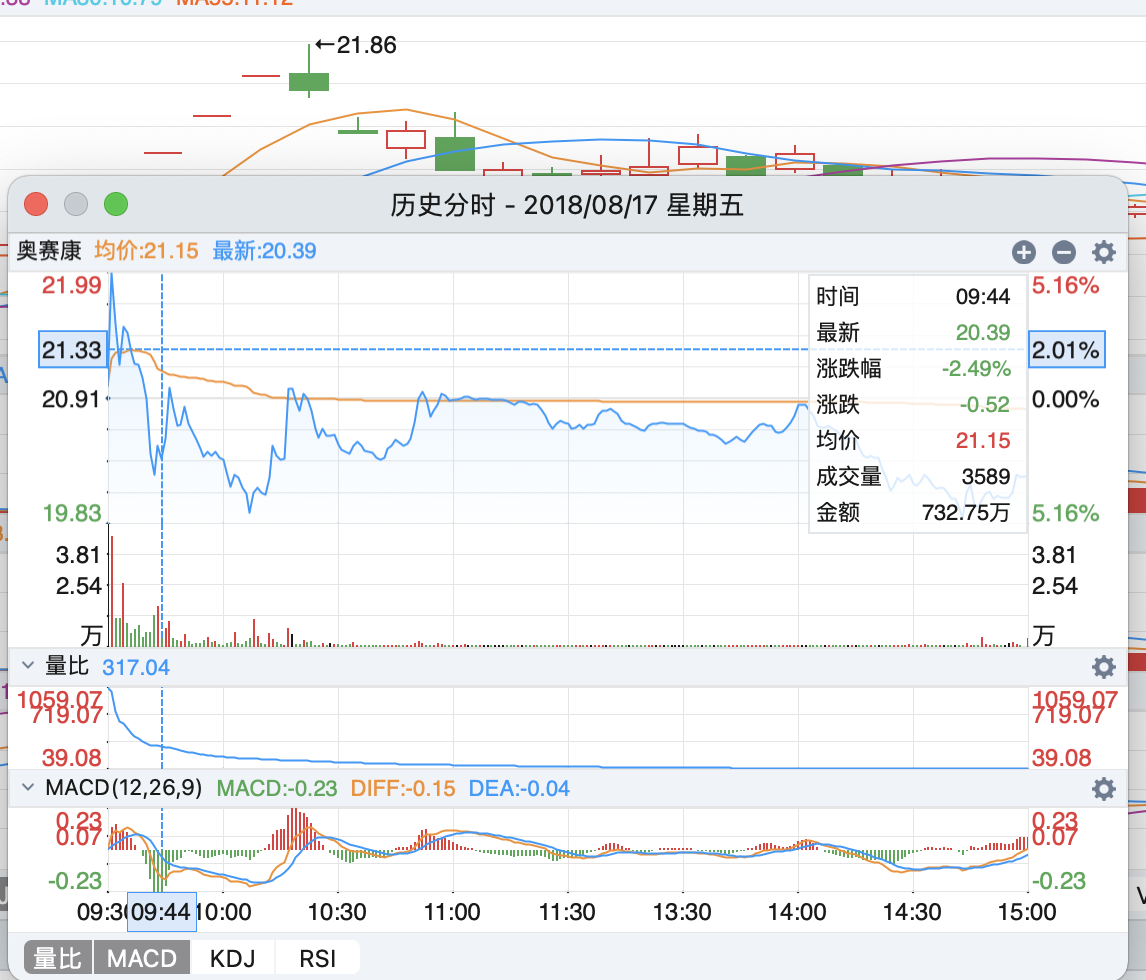 MA55:11.12
←21.86
历史分时 - 2018/08/17 星期五
奥赛康 均价:21.15 最新:20.39
21.99 5.16%
时间 09:44
最新 20.39
21.33 2.01%
涨跌幅 -2.49%
20.91 0.00%
涨跌 -0.52
均价 21.15
成交量 3589
19.83 5.16%
金额 732.75万
3.81 3.81
2.54 2.54
万 万
量比 317.04
1059.07 1059.07
719.07 719.07
39.08 39.08
MACD(12,26,9) MACD:-0.23 DIFF:-0.15 DEA:-0.04
0.23 0.23
0.07 0.07
-0.23 -0.23
09:30 09:44 10:00 10:30 11:00 11:30 13:30 14:00 14:30 15:00
量比 MACD KDJ RSI